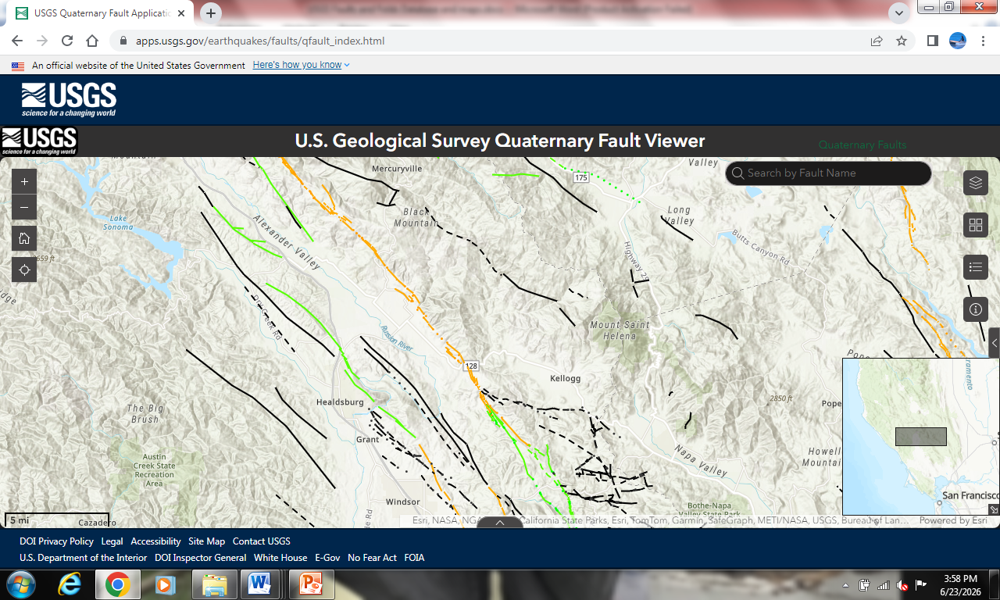 USGS Quaternary Fault Applicatio
apps.usgs.gov/earthquakes/faults/qfault_index.html
An official website of the United States Government Here's how you know
USGS
science for a changing world
USGS
science for a changing world
U.S. Geological Survey Quaternary Fault Viewer
Quaternary Faults
Search by Fault Name
Mountain
Mercuryville
175
Valley
Black
Mountain
Long
Valley
Lake
Sonoma
Alexander Valley
Butts Canyon Rd
Highway 29
2659 ft
Dry Creek Rd
Mount Saint
Helena
Russian River
128
Kellogg
Healdsburg
2850 ft
Pope
The Big
Brush
Grant
Napa Valley
Howell
Mountai
Austin
Creek State
Recreation
Area
Windsor
Bothe-Napa
Valley State Park
San Francisco
5 mi
Cazadero
Esri, NASA, NGA
California State Parks, Esri, TomTom, Garmin, SafeGraph, METI/NASA, USGS, Bureau of Lan...
Powered by Esri
DOI Privacy Policy Legal Accessibility Site Map Contact USGS
U.S. Department of the Interior DOI Inspector General White House E-Gov No Fear Act FOIA
3:58 PM
6/23/2026